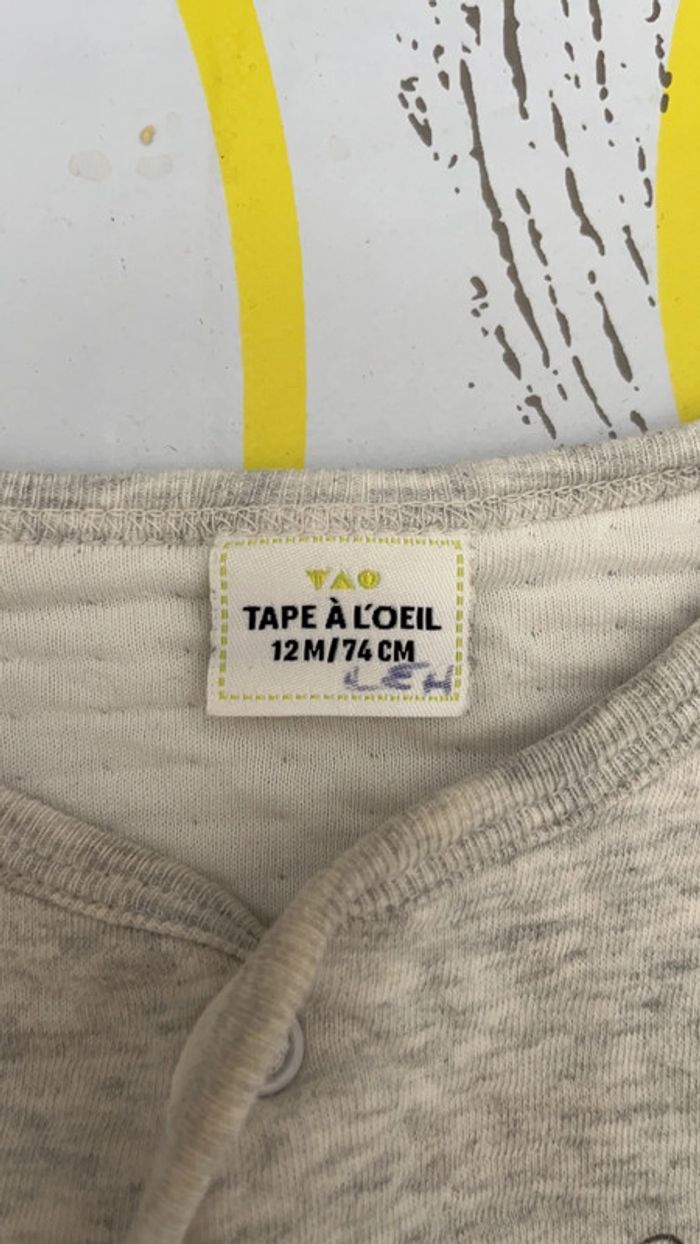 TAO
TAPE À L'OEIL
12 M/74 CM
LEH